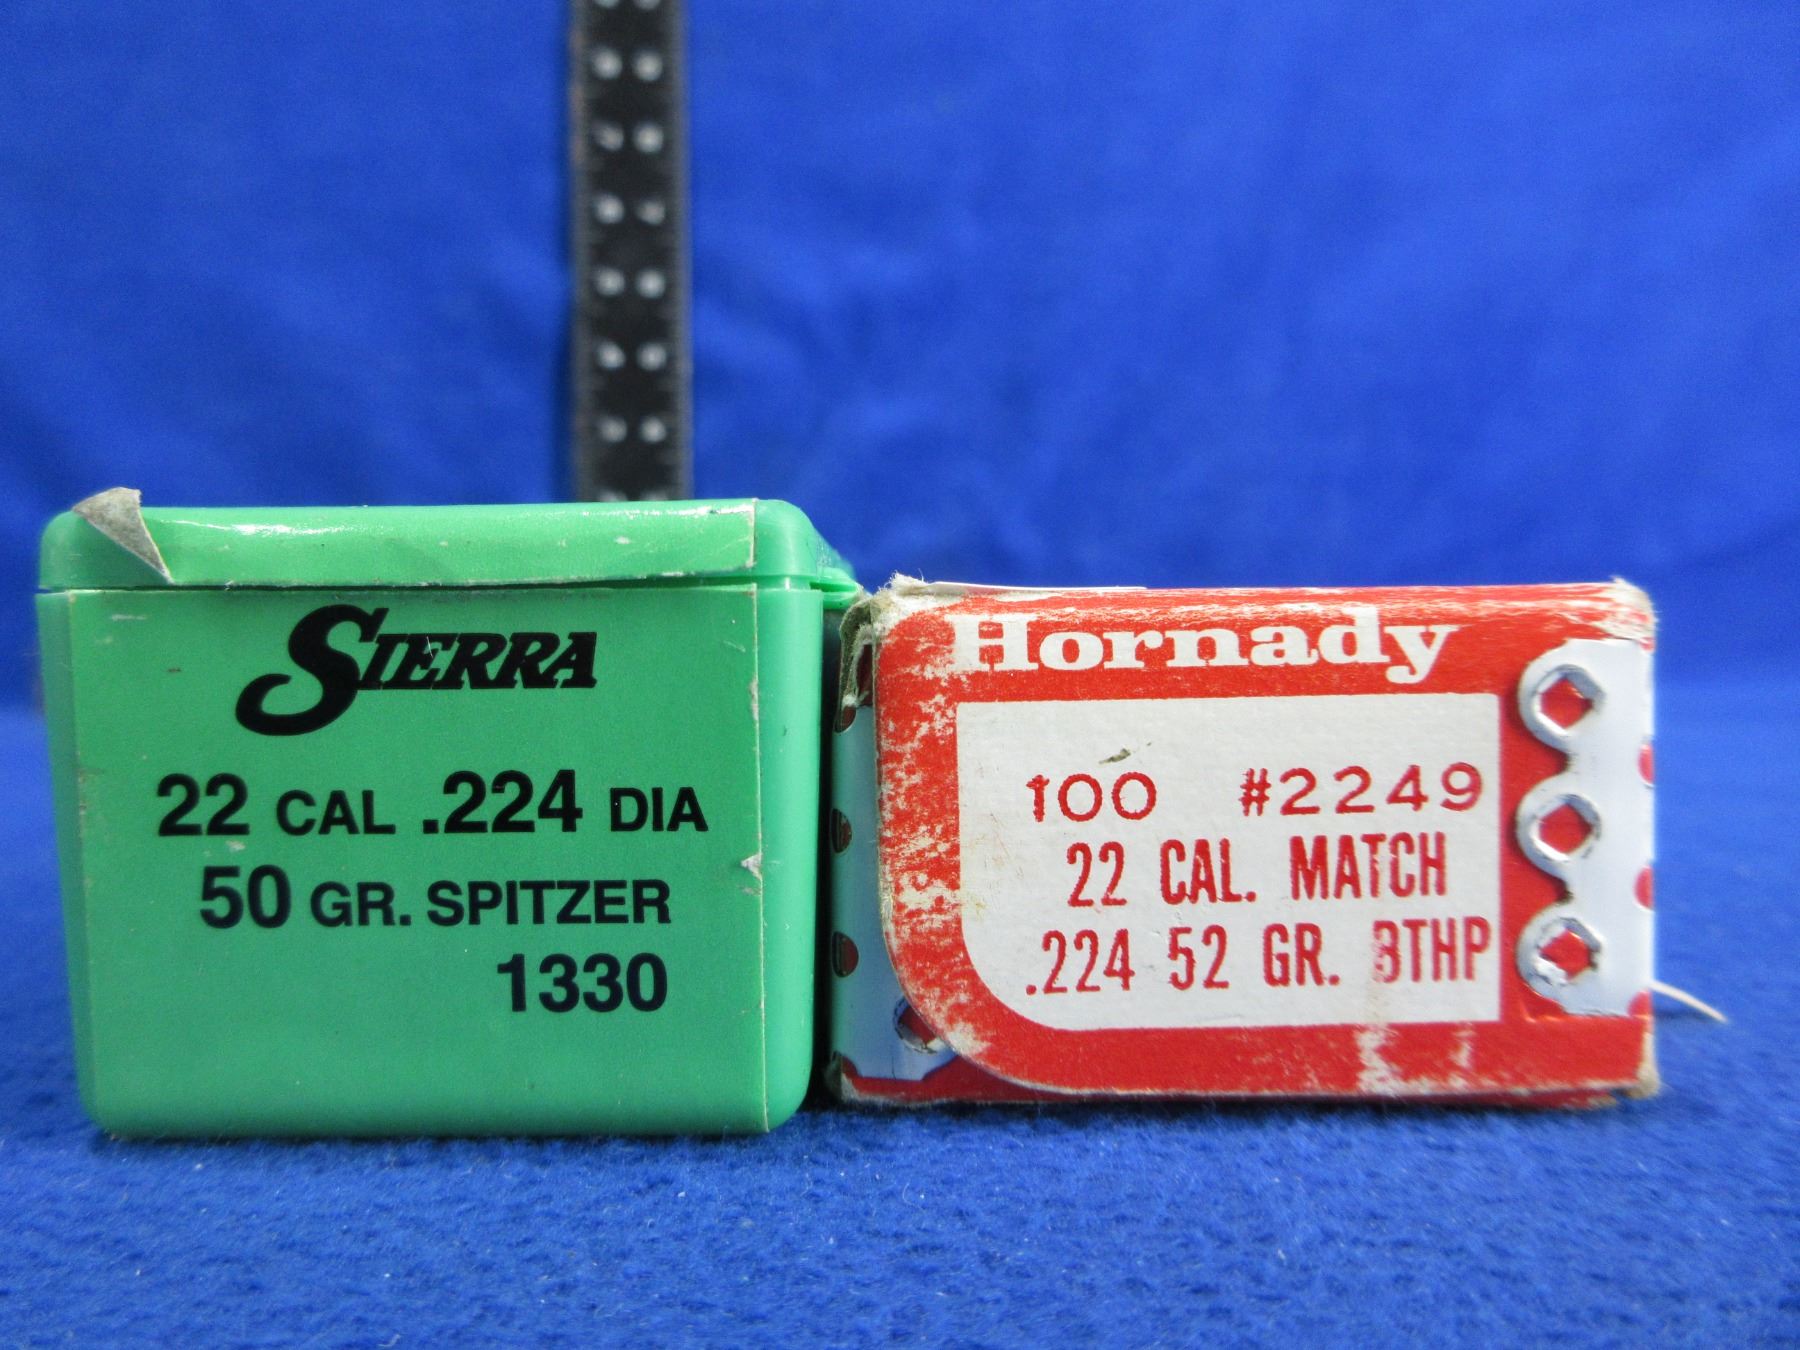 SIERRA
22 CAL .224 DIA
50 GR. SPITZER
1330
Hornady
100 #2249
22 CAL. MATCH
.224 52 GR. BTHP